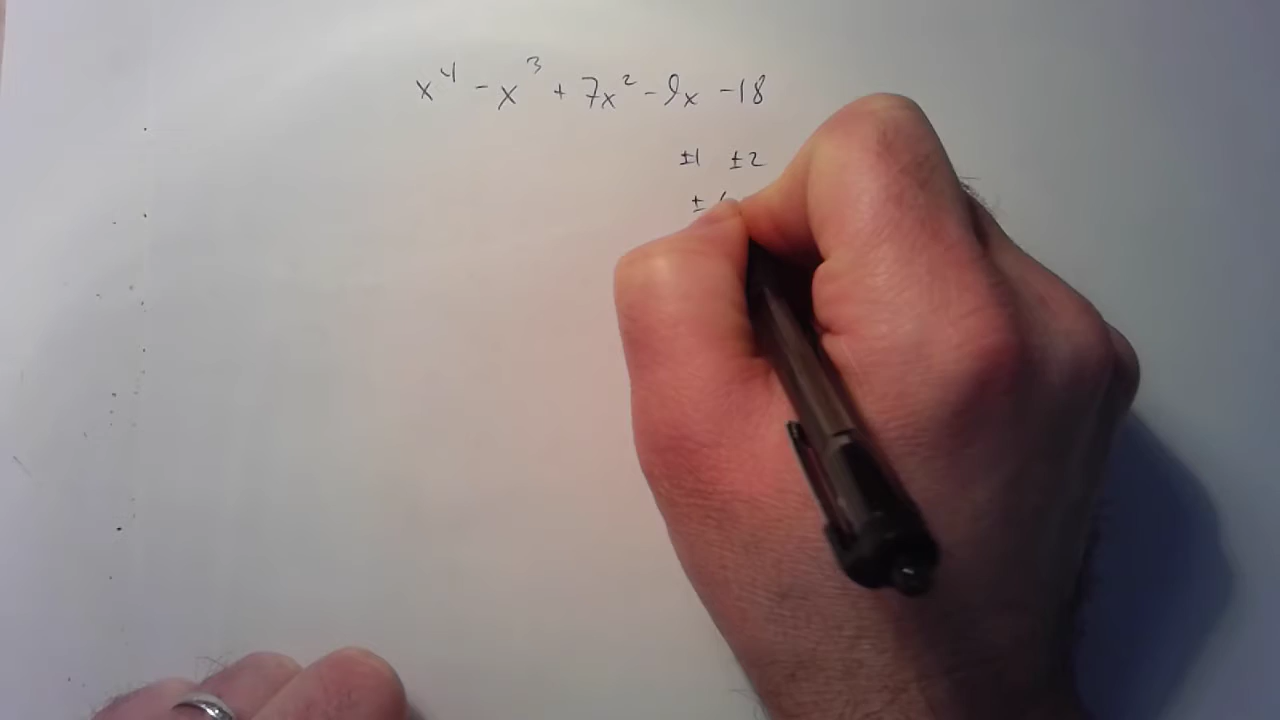 x⁴ - x³ + 7x² - 9x - 18
±1 ±2
±